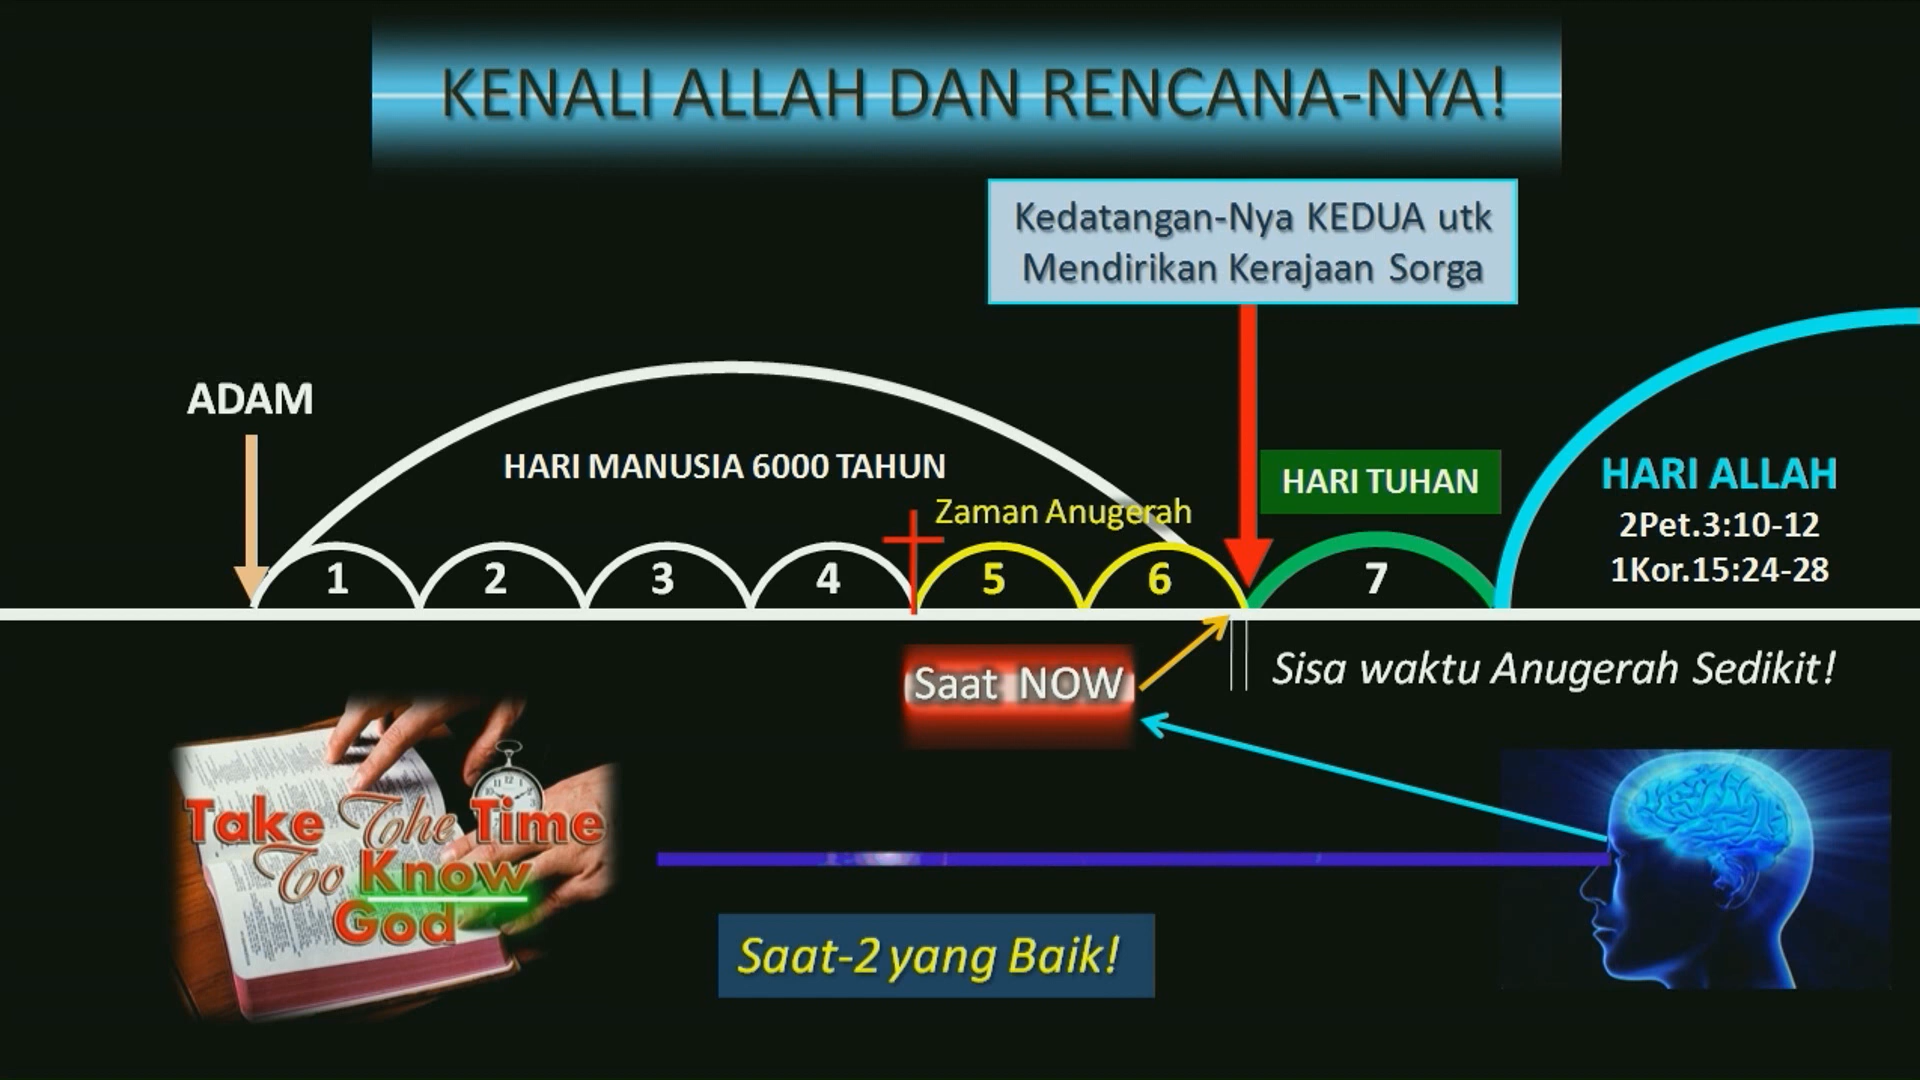 KENALI ALLAH DAN RENCANA-NYA!
Kedatangan-Nya KEDUA utk
Mendirikan Kerajaan Sorga
ADAM
HARI MANUSIA 6000 TAHUN
Zaman Anugerah
HARI TUHAN
HARI ALLAH
2Pet.3:10-12
1Kor.15:24-28
1 2 3 4 5 6 7
Saat NOW
Sisa waktu Anugerah Sedikit!
Take The Time
To Know
God
Saat-2 yang Baik!